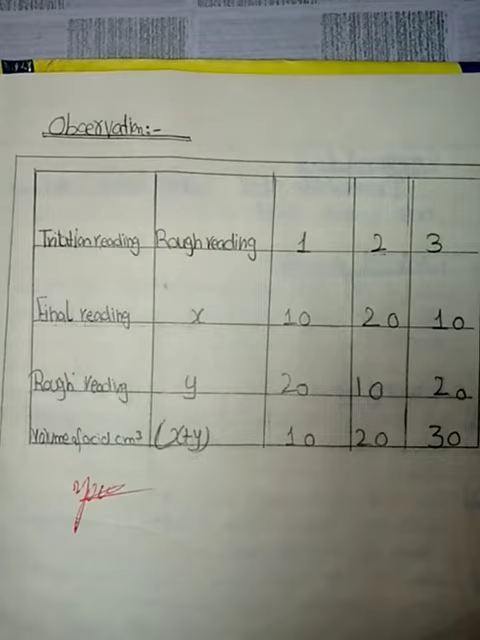 Observation:-
Tritation reading Rough reading 1 2 3
Final reading x 10 20 10
Rough reading y 20 10 20
Volume of acid cm³ (x+y) 10 20 30